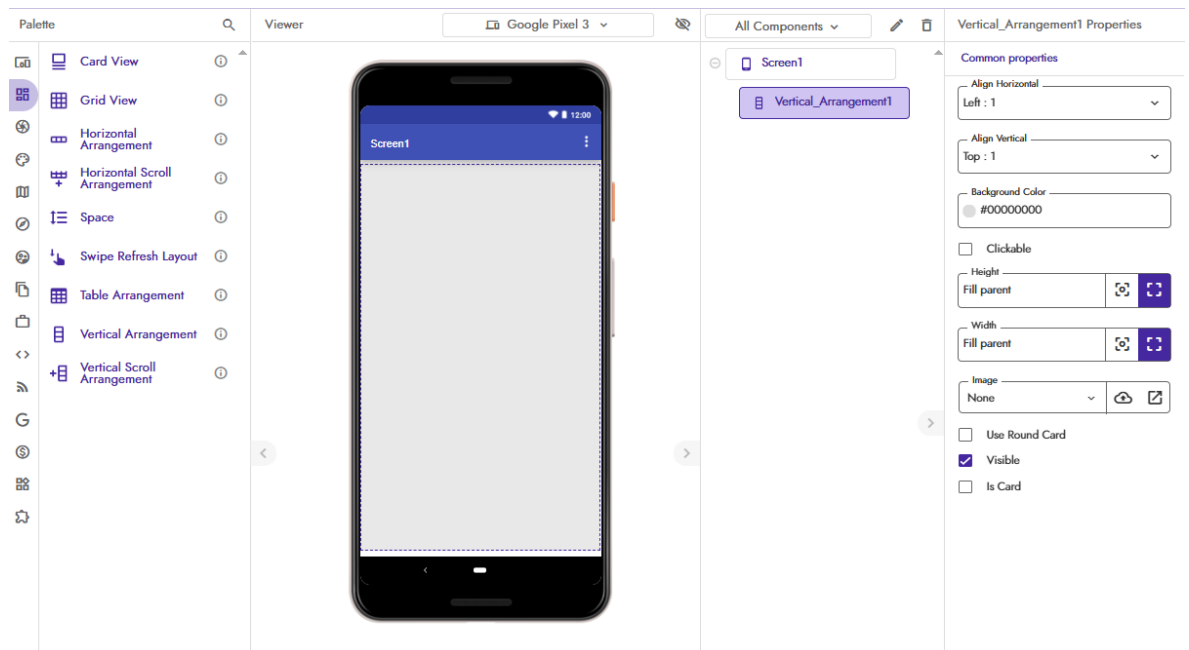 Palette
Viewer
Google Pixel 3
All Components
Vertical_Arrangement1 Properties
Card View
Grid View
Horizontal
Arrangement
Horizontal Scroll
Arrangement
Space
Swipe Refresh Layout
Table Arrangement
Vertical Arrangement
Vertical Scroll
Arrangement
G
12:00
Screen1
Screen1
Vertical_Arrangement1
Common properties
Align Horizontal
Left : 1
Align Vertical
Top : 1
Background Color
#00000000
Clickable
Height
Fill parent
Width
Fill parent
Image
None
Use Round Card
Visible
Is Card